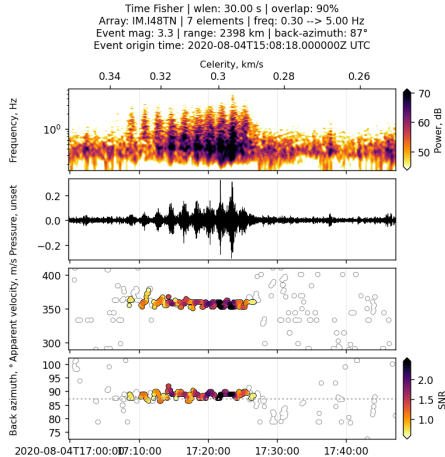 Time Fisher | wlen: 30.00 s | overlap: 90%
Array: IM.I48TN | 7 elements | freq: 0.30 --> 5.00 Hz
Event mag: 3.3 | range: 2398 km | back-azimuth: 87°
Event origin time: 2020-08-04T15:08:18.000000Z UTC
Celerity, km/s
0.34 0.32 0.3 0.28 0.26
Frequency, Hz
10⁰
70
60
50
Power, dB
Pressure, unset
0.2
0.0
−0.2
Apparent velocity, m/s
400
350
300
Back azimuth, °
100
95
90
85
80
75
2.0
1.5
1.0
SNR
2020-08-04T17:00:00 17:10:00 17:20:00 17:30:00 17:40:00